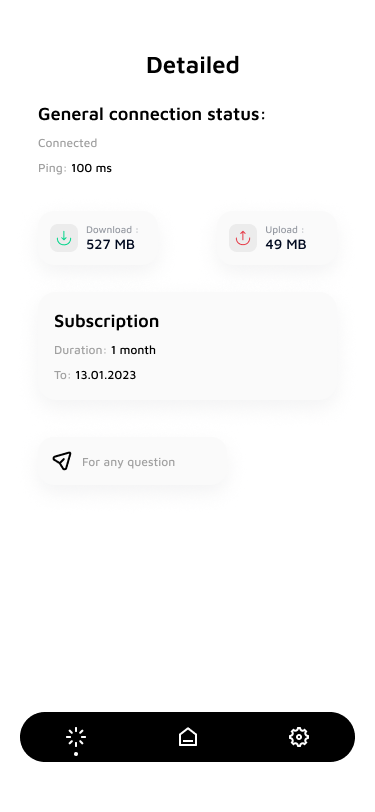 Detailed
General connection status:
Connected
Ping: 100 ms
Download :
527 MB
Upload :
49 MB
Subscription
Duration: 1 month
To: 13.01.2023
For any question